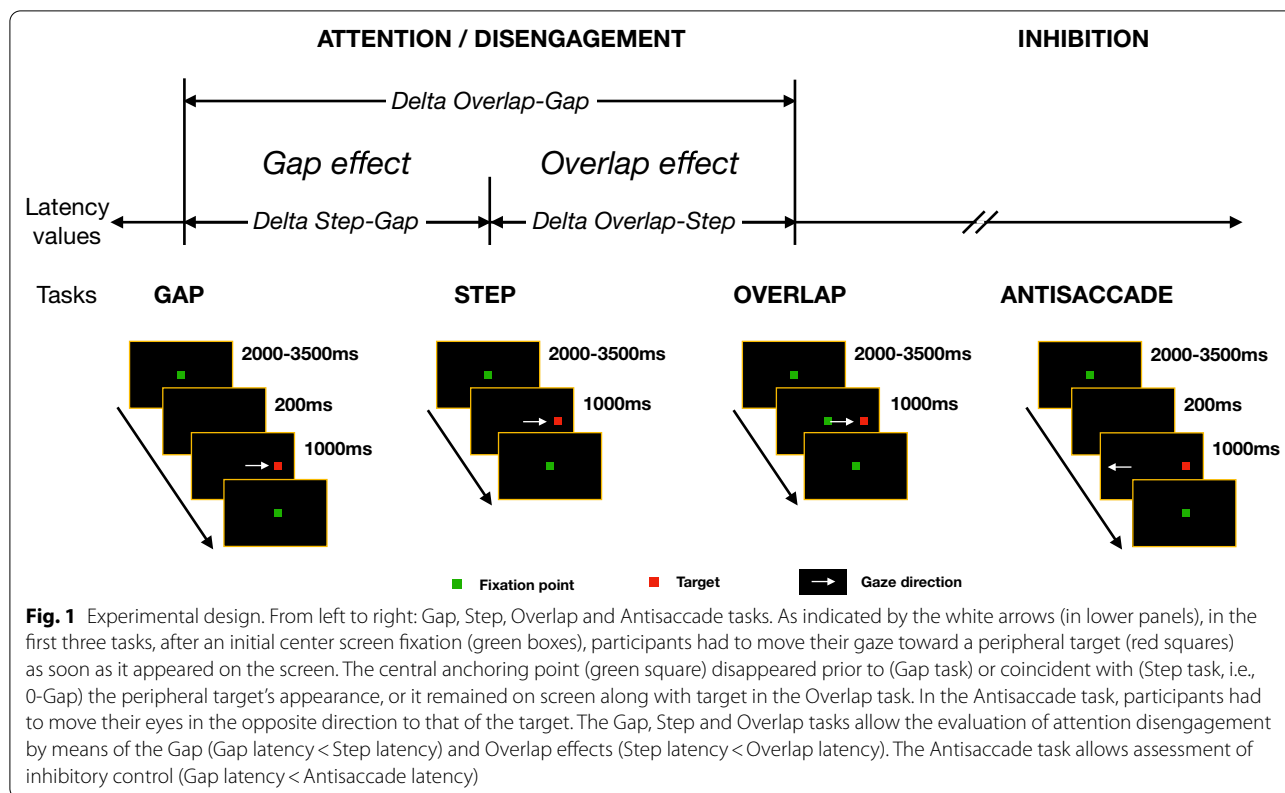 ATTENTION / DISENGAGEMENT INHIBITION
Delta Overlap-Gap
Gap effect Overlap effect
Latency values Delta Step-Gap Delta Overlap-Step
Tasks GAP STEP OVERLAP ANTISACCADE
2000-3500ms 2000-3500ms 2000-3500ms 2000-3500ms
200ms 1000ms 1000ms 200ms
1000ms 1000ms
Fixation point Target Gaze direction
Fig. 1 Experimental design. From left to right: Gap, Step, Overlap and Antisaccade tasks. As indicated by the white arrows (in lower panels), in the
first three tasks, after an initial center screen fixation (green boxes), participants had to move their gaze toward a peripheral target (red squares)
as soon as it appeared on the screen. The central anchoring point (green square) disappeared prior to (Gap task) or coincident with (Step task, i.e.,
0-Gap) the peripheral target's appearance, or it remained on screen along with target in the Overlap task. In the Antisaccade task, participants had
to move their eyes in the opposite direction to that of the target. The Gap, Step and Overlap tasks allow the evaluation of attention disengagement
by means of the Gap (Gap latency < Step latency) and Overlap effects (Step latency < Overlap latency). The Antisaccade task allows assessment of
inhibitory control (Gap latency < Antisaccade latency)